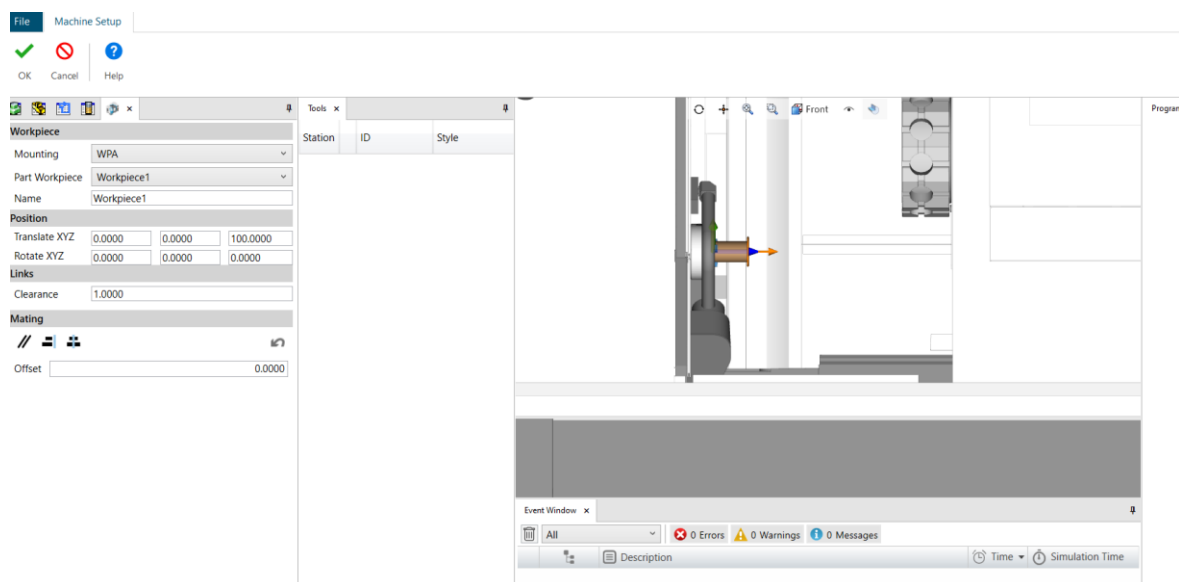 File Machine Setup
OK Cancel Help
Workpiece
Mounting WPA
Part Workpiece Workpiece1
Name Workpiece1
Position
Translate XYZ 0.0000 0.0000 100.0000
Rotate XYZ 0.0000 0.0000 0.0000
Links
Clearance 1.0000
Mating
Offset 0.0000
Tools
Station ID Style
Front
Program
Event Window
All 0 Errors 0 Warnings 0 Messages
Description Time Simulation Time